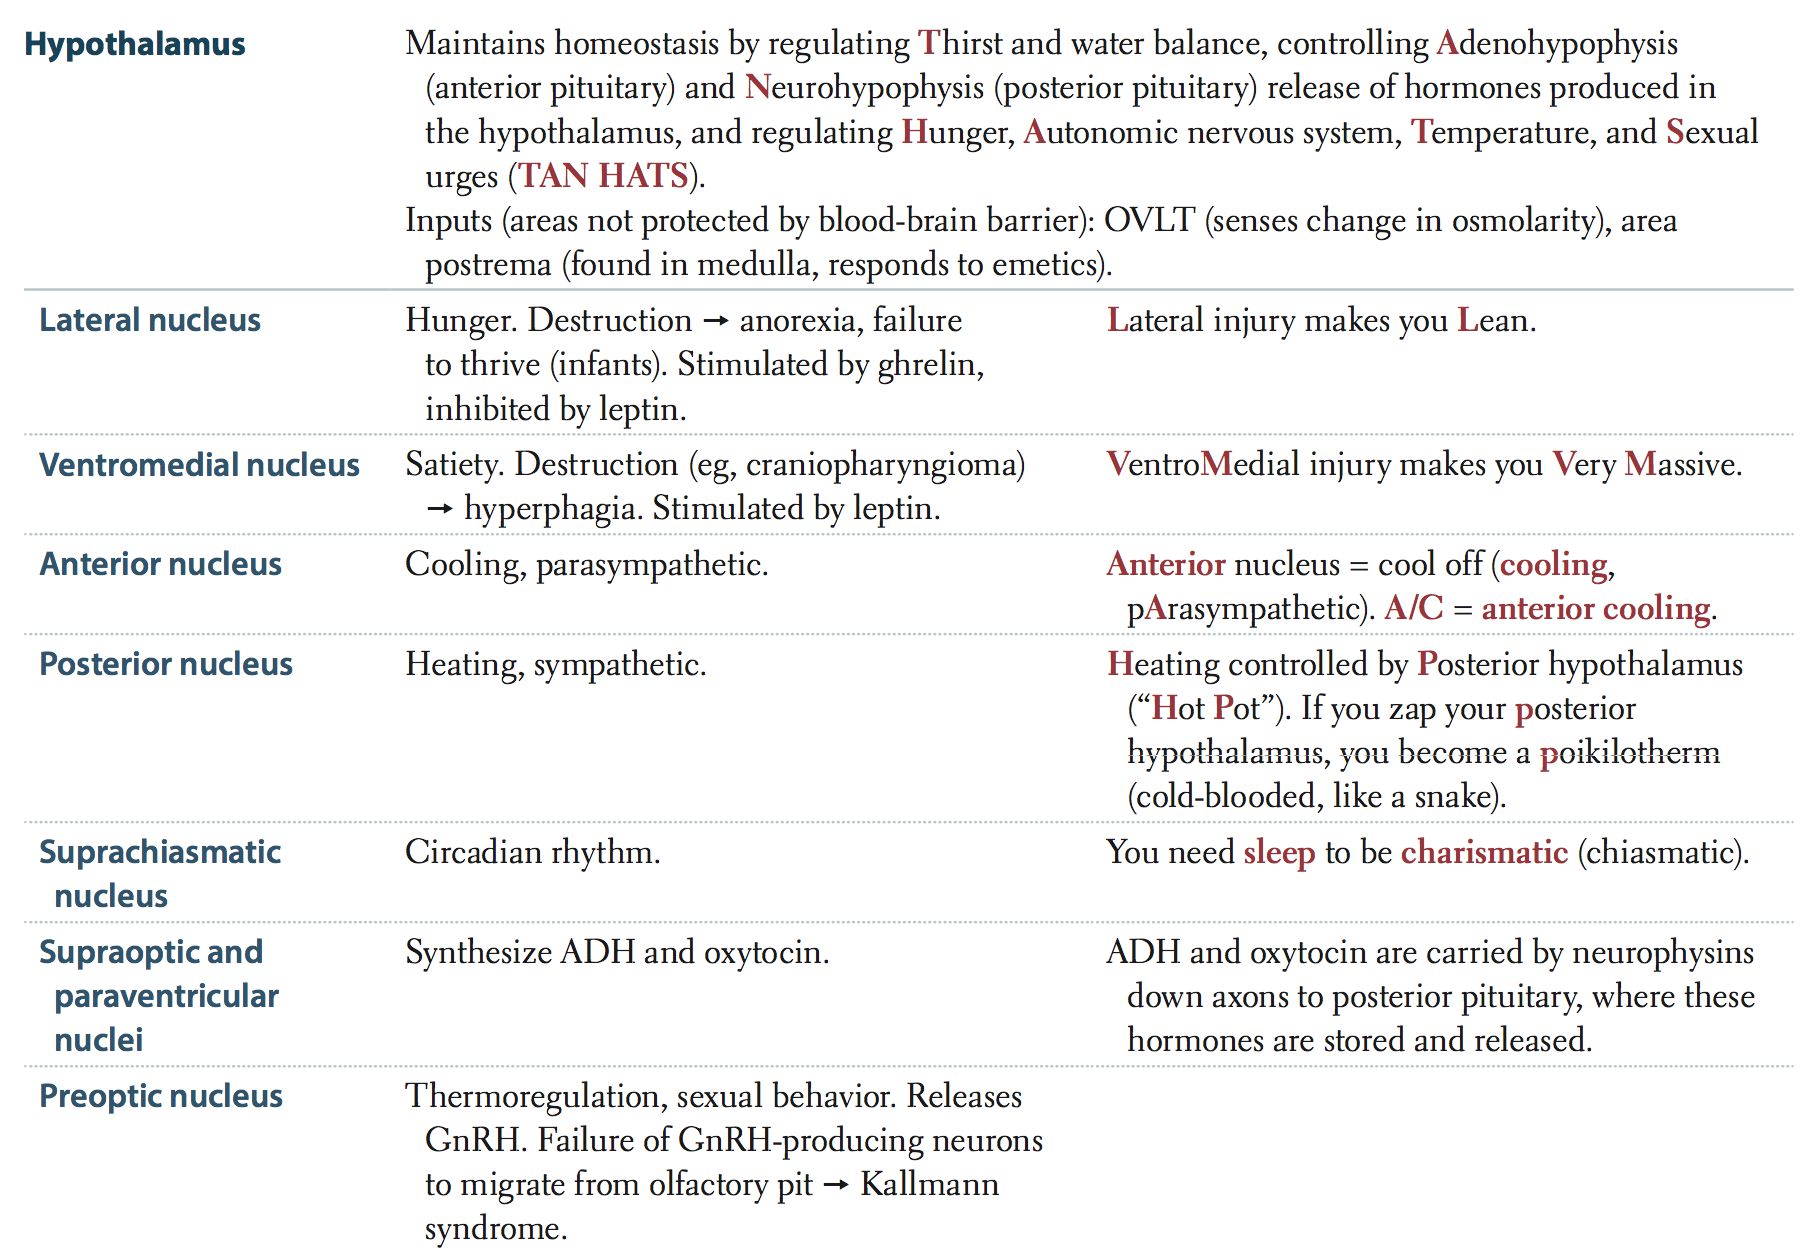 Hypothalamus
Maintains homeostasis by regulating Thirst and water balance, controlling Adenohypophysis
(anterior pituitary) and Neurohypophysis (posterior pituitary) release of hormones produced in
the hypothalamus, and regulating Hunger, Autonomic nervous system, Temperature, and Sexual
urges (TAN HATS).
Inputs (areas not protected by blood-brain barrier): OVLT (senses change in osmolarity), area
postrema (found in medulla, responds to emetics).
Lateral nucleus
Hunger. Destruction → anorexia, failure
to thrive (infants). Stimulated by ghrelin,
inhibited by leptin.
Lateral injury makes you Lean.
Ventromedial nucleus
Satiety. Destruction (eg, craniopharyngioma)
→ hyperphagia. Stimulated by leptin.
VentroMedial injury makes you Very Massive.
Anterior nucleus
Cooling, parasympathetic.
Anterior nucleus = cool off (cooling,
pArasympathetic). A/C = anterior cooling.
Posterior nucleus
Heating, sympathetic.
Heating controlled by Posterior hypothalamus
(“Hot Pot”). If you zap your posterior
hypothalamus, you become a poikilotherm
(cold-blooded, like a snake).
Suprachiasmatic
nucleus
Circadian rhythm.
You need sleep to be charismatic (chiasmatic).
Supraoptic and
paraventricular
nuclei
Synthesize ADH and oxytocin.
ADH and oxytocin are carried by neurophysins
down axons to posterior pituitary, where these
hormones are stored and released.
Preoptic nucleus
Thermoregulation, sexual behavior. Releases
GnRH. Failure of GnRH-producing neurons
to migrate from olfactory pit → Kallmann
syndrome.